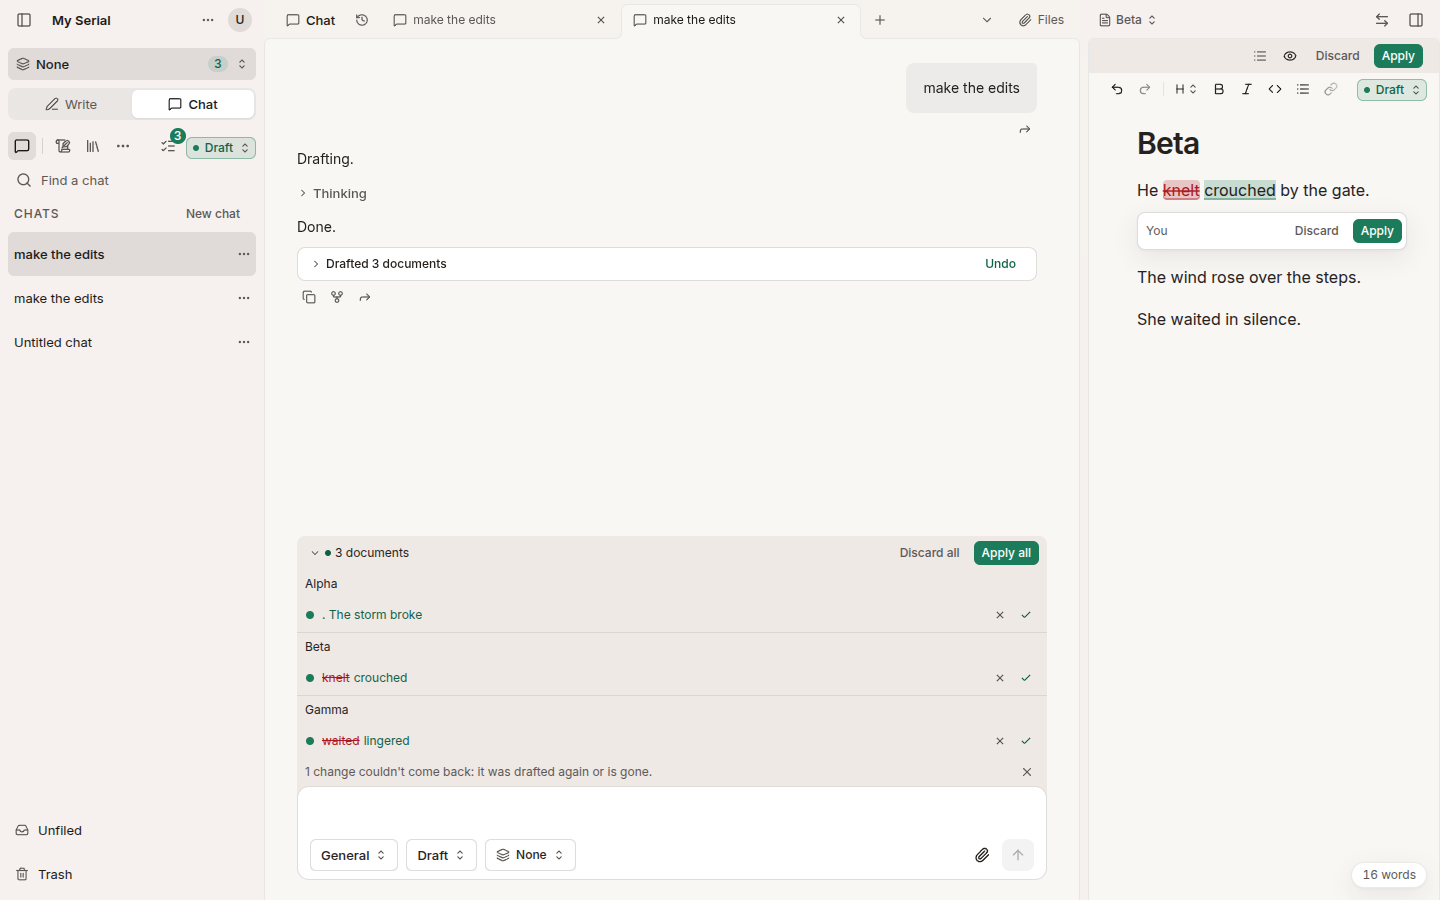 My Serial
U
None
3
Write
Chat
3
Draft
Find a chat
CHATS
New chat
make the edits
make the edits
Untitled chat
Unfiled
Trash
Chat
make the edits
make the edits
Files
make the edits
Drafting.
Thinking
Done.
Drafted 3 documents
Undo
3 documents
Discard all
Apply all
Alpha
. The storm broke
Beta
knelt crouched
Gamma
waited lingered
1 change couldn't come back: it was drafted again or is gone.
General
Draft
None
Beta
Discard
Apply
H
B
I
Draft
Beta
He knelt crouched by the gate.
You
Discard
Apply
The wind rose over the steps.
She waited in silence.
16 words